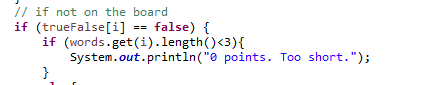 // if not on the board
if (trueFalse[i] == false) {
if (words.get(i).length()<3){
System.out.println("0 points. Too short.");
}